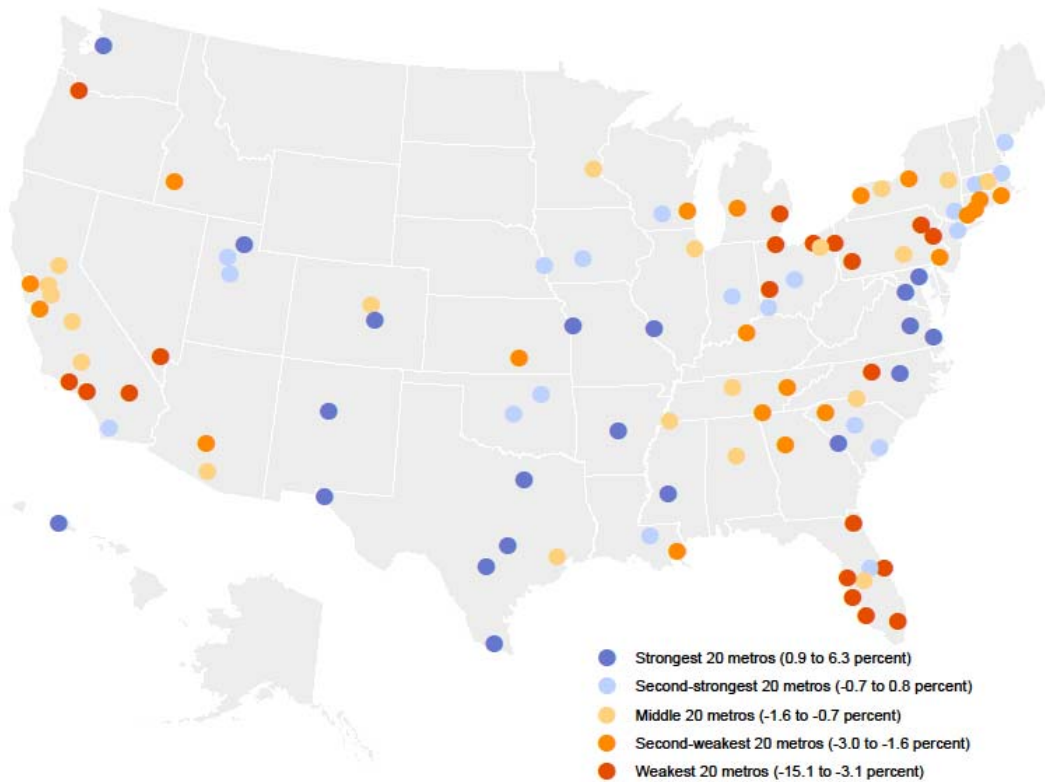 Strongest 20 metros (0.9 to 6.3 percent)
Second-strongest 20 metros (-0.7 to 0.8 percent)
Middle 20 metros (-1.6 to -0.7 percent)
Second-weakest 20 metros (-3.0 to -1.6 percent)
Weakest 20 metros (-15.1 to -3.1 percent)